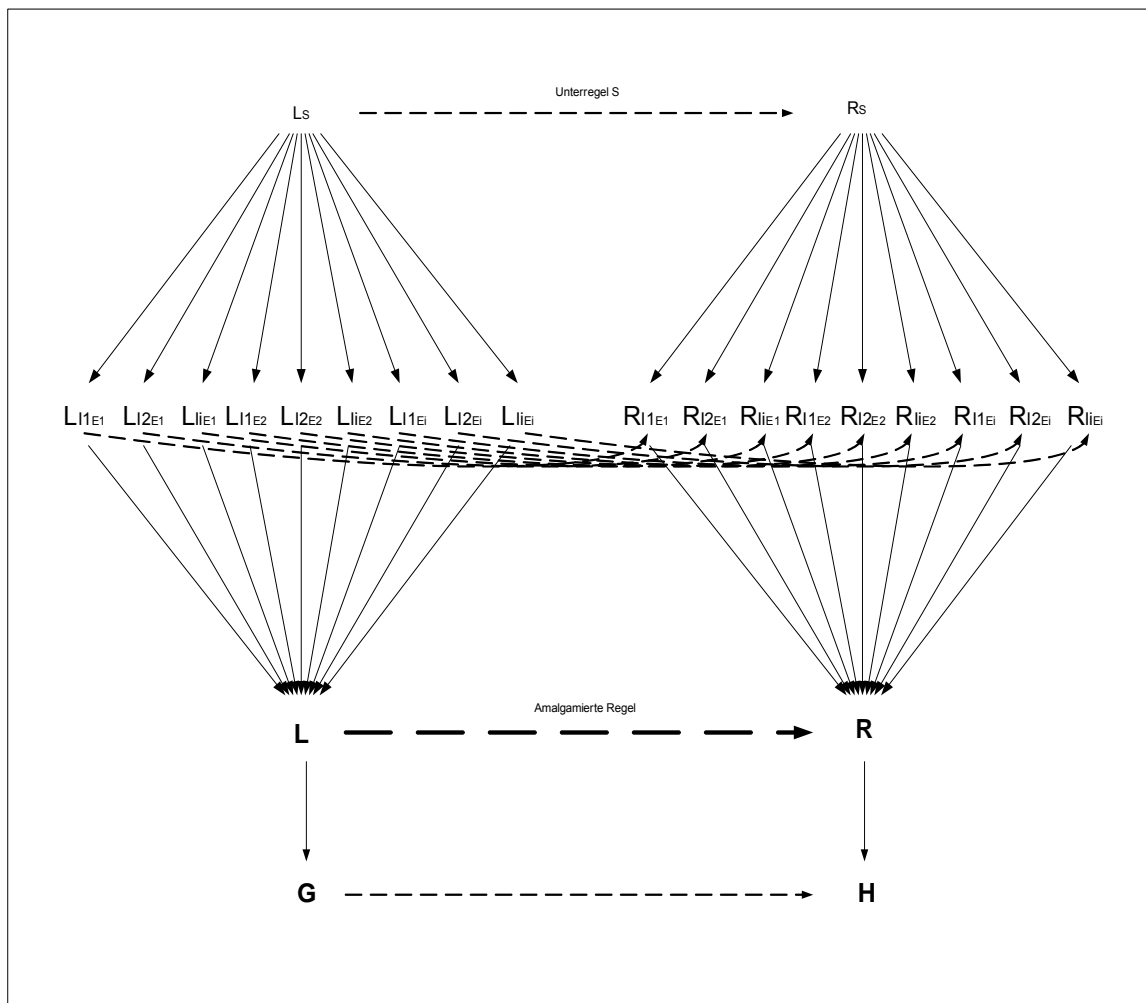 Unterregel S
LS RS
LI1E1 LI2E1 LIiE1 LI1E2 LI2E2 LIiE2 LI1Ei LI2Ei LIiEi RI1E1 RI2E1 RIiE1 RI1E2 RI2E2 RIiE2 RI1Ei RI2Ei RIiEi
Amalgamierte Regel
L R
G H